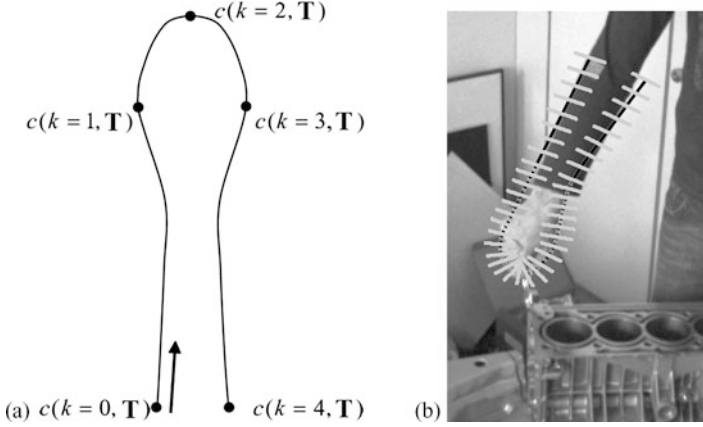 c(k = 2, T)
c(k = 1, T)
c(k = 3, T)
(a) c(k = 0, T)
c(k = 4, T)
(b)